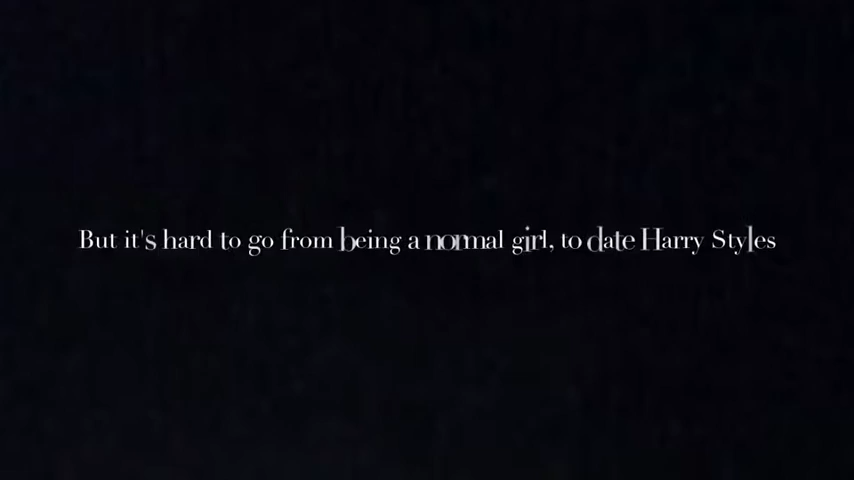 But it's hard to go from being a normal girl, to date Harry Styles